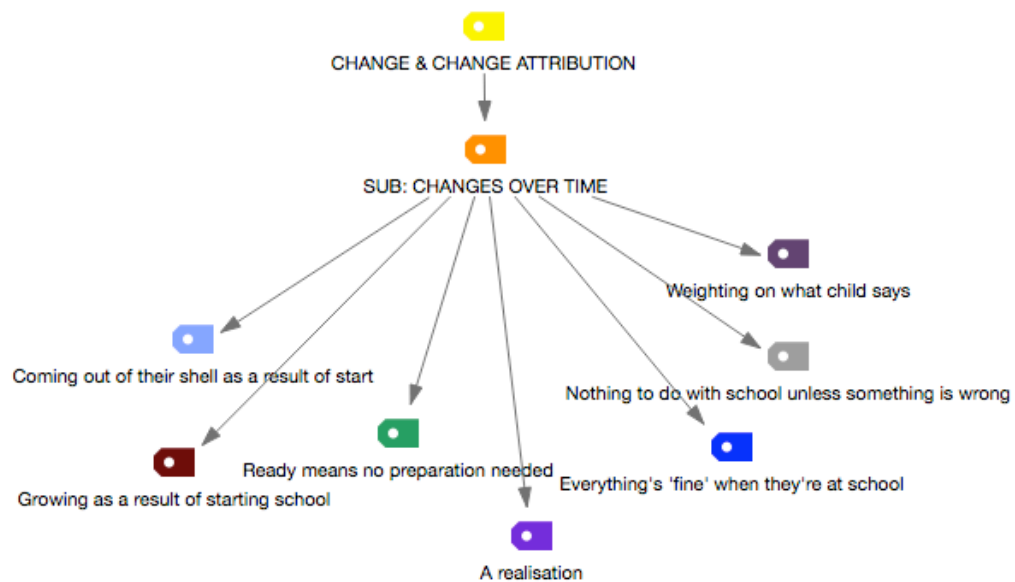 CHANGE & CHANGE ATTRIBUTION
SUB: CHANGES OVER TIME
Weighting on what child says
Coming out of their shell as a result of start
Nothing to do with school unless something is wrong
Ready means no preparation needed
Everything's 'fine' when they're at school
Growing as a result of starting school
A realisation